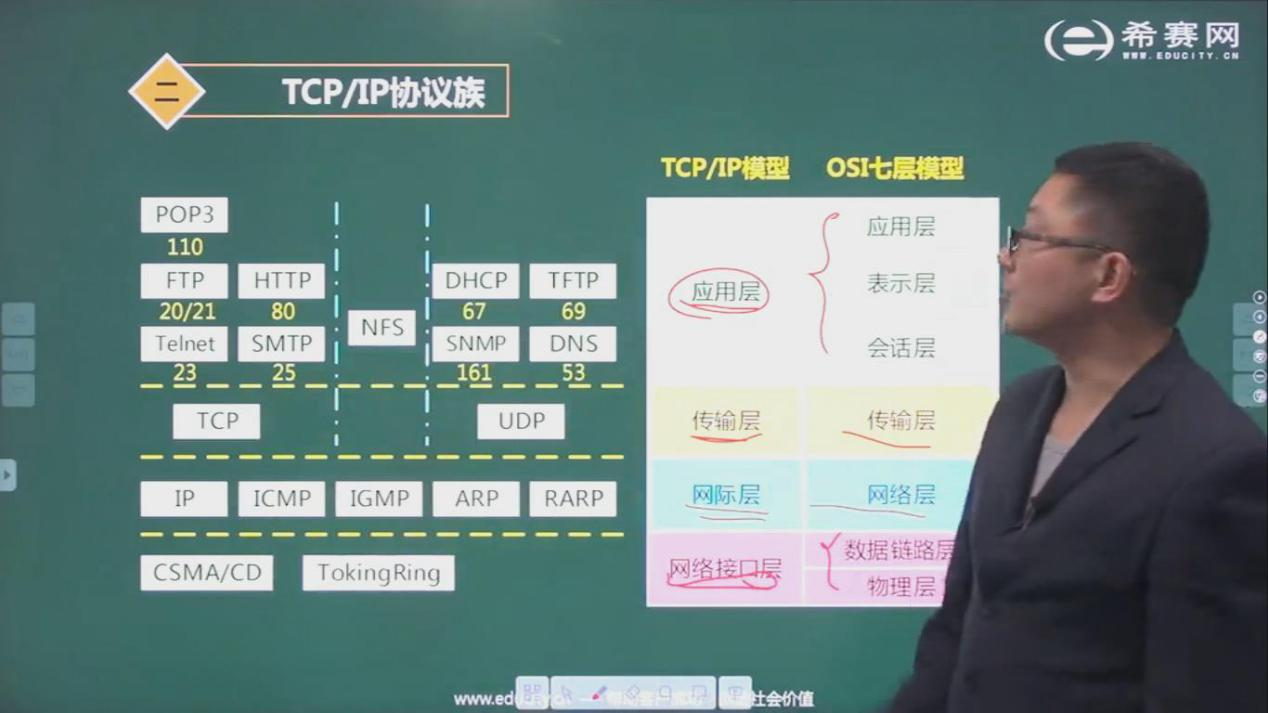 希赛网
WWW.EDUCITY.CN
二
TCP/IP协议族
TCP/IP模型 OSI七层模型
POP3
110
FTP HTTP DHCP TFTP
20/21 80 67 69
NFS
Telnet SMTP SNMP DNS
23 25 161 53
TCP UDP
IP ICMP IGMP ARP RARP
CSMA/CD TokingRing
应用层
应用层
表示层
会话层
传输层 传输层
网际层 网络层
网络接口层 数据链路层
物理层
社会价值